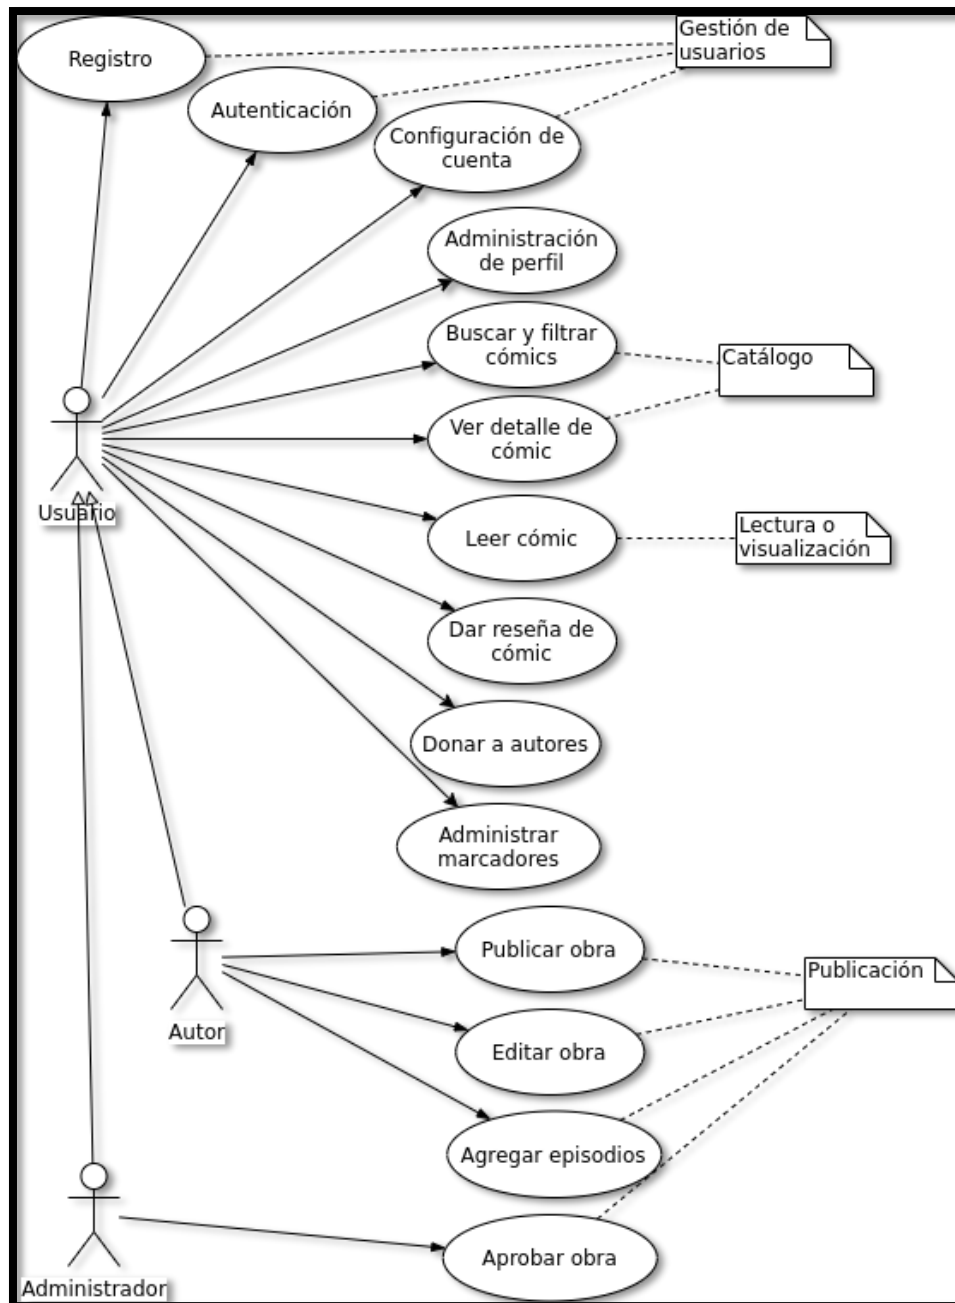 Registro
Gestión de
usuarios
Autenticación
Configuración de
cuenta
Administración
de perfil
Buscar y filtrar
cómics
Catálogo
Ver detalle de
cómic
Usuario
Leer cómic
Lectura o
visualización
Dar reseña de
cómic
Donar a autores
Administrar
marcadores
Publicar obra
Publicación
Autor
Editar obra
Agregar episodios
Aprobar obra
Administrador